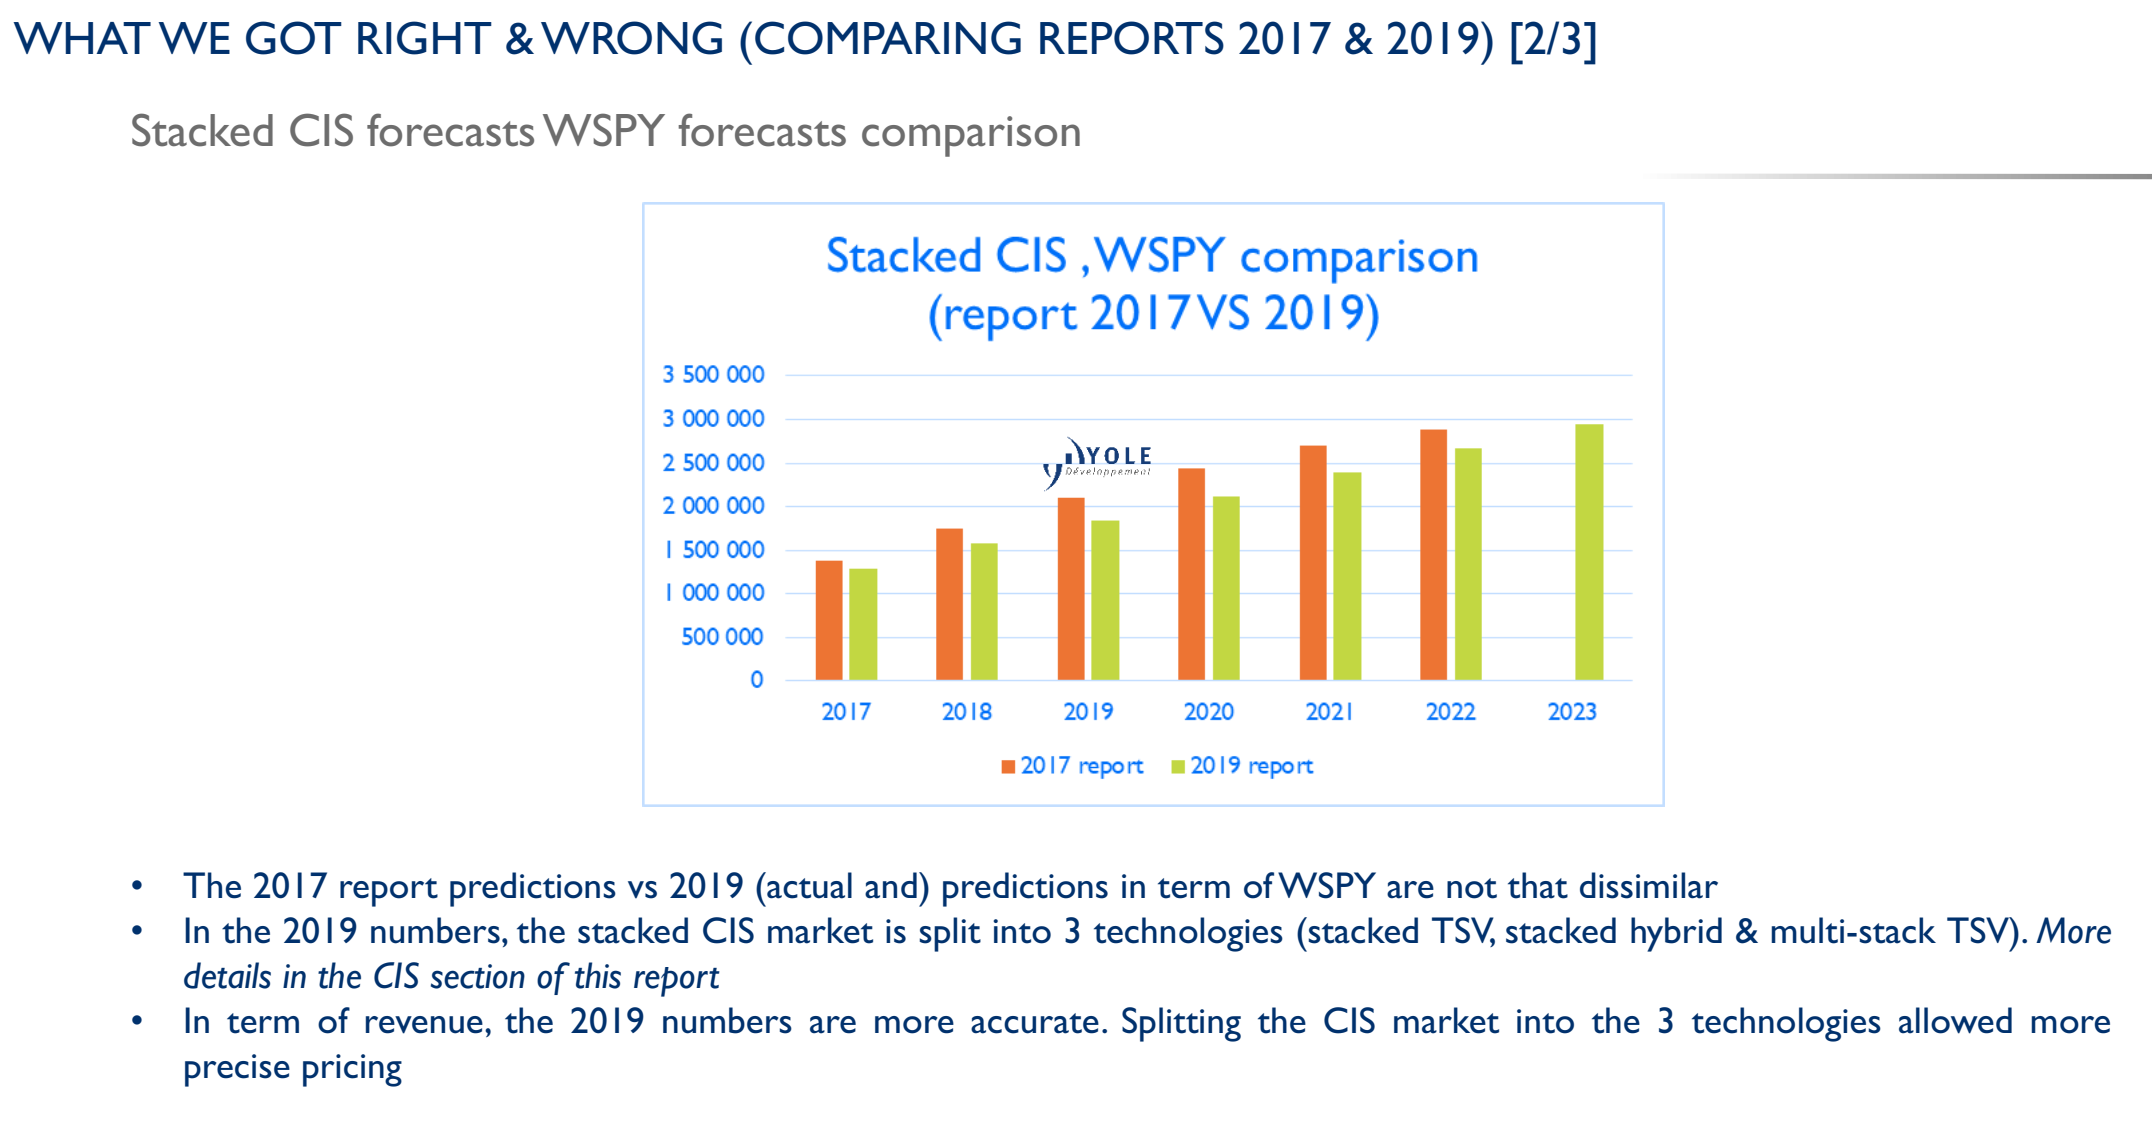 WHAT WE GOT RIGHT & WRONG (COMPARING REPORTS 2017 & 2019) [2/3]
Stacked CIS forecasts WSPY forecasts comparison
Stacked CIS , WSPY comparison
(report 2017 VS 2019)
3 500 000
3 000 000
2 500 000
2 000 000
1 500 000
1 000 000
500 000
0
YOLE
Développement
2017 2018 2019 2020 2021 2022 2023
2017 report 2019 report
• The 2017 report predictions vs 2019 (actual and) predictions in term of WSPY are not that dissimilar
• In the 2019 numbers, the stacked CIS market is split into 3 technologies (stacked TSV, stacked hybrid & multi-stack TSV). More
details in the CIS section of this report
• In term of revenue, the 2019 numbers are more accurate. Splitting the CIS market into the 3 technologies allowed more
precise pricing